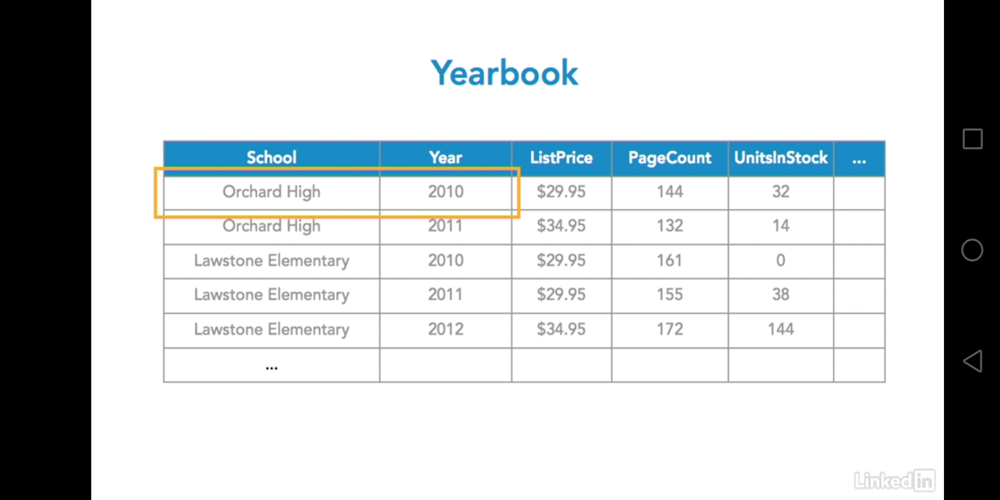 Yearbook
School Year ListPrice PageCount UnitsInStock ...
Orchard High 2010 $29.95 144 32
Orchard High 2011 $34.95 132 14
Lawstone Elementary 2010 $29.95 161 0
Lawstone Elementary 2011 $29.95 155 38
Lawstone Elementary 2012 $34.95 172 144
...
Linked in